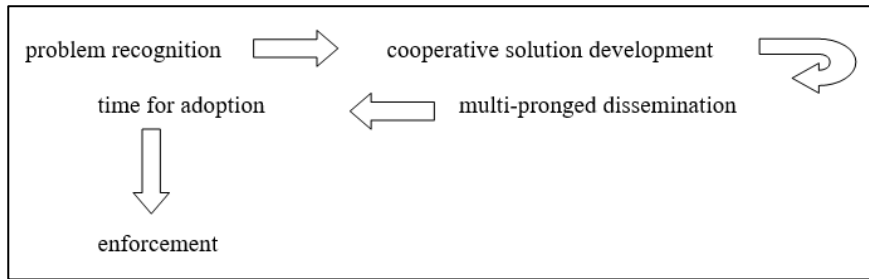 problem recognition cooperative solution development
time for adoption multi-pronged dissemination
enforcement